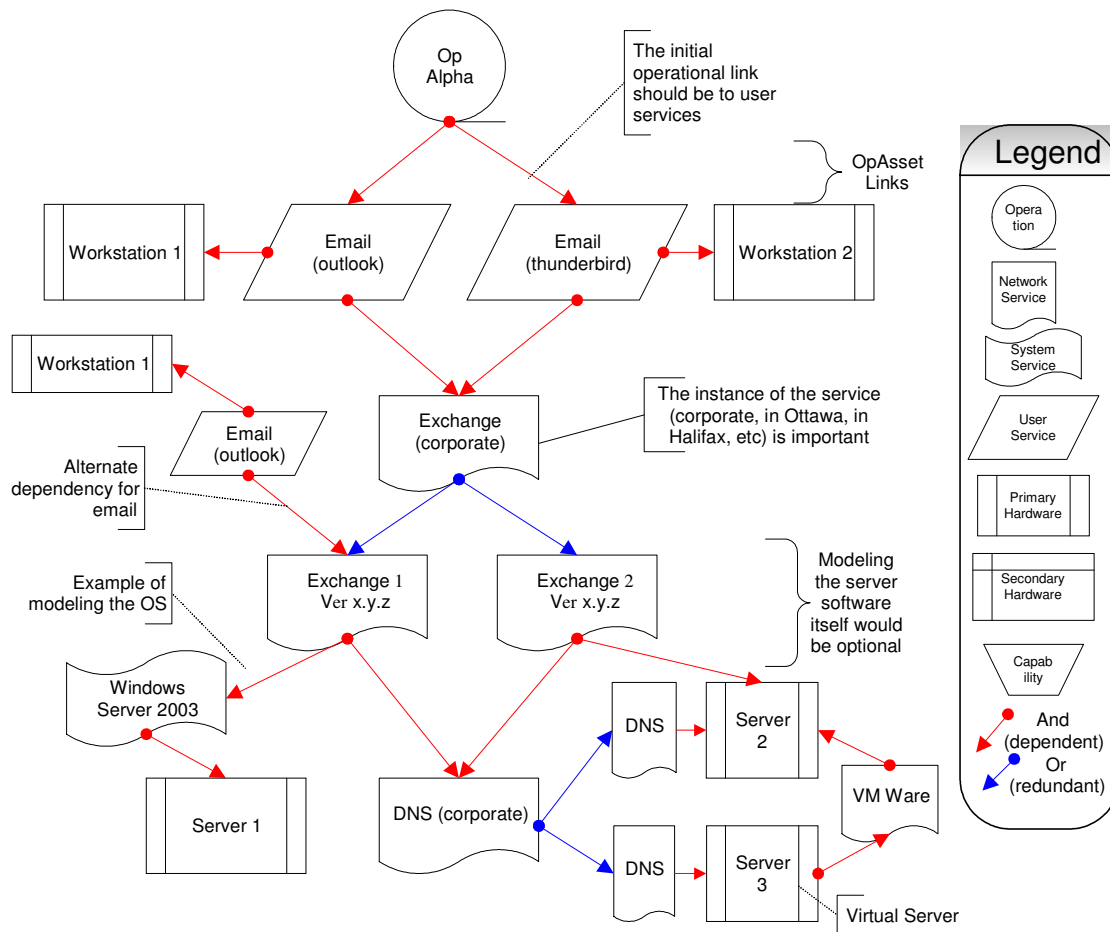 Op
Alpha
The initial
operational link
should be to user
services
OpAsset
Links
Workstation 1
Email
(outlook)
Email
(thunderbird)
Workstation 2
Workstation 1
Email
(outlook)
Exchange
(corporate)
The instance of the service
(corporate, in Ottawa, in
Halifax, etc) is important
Alternate
dependency for
email
Exchange 1
Ver x.y.z
Exchange 2
Ver x.y.z
Example of
modeling the OS
Modeling
the server
software
itself would
be optional
Windows
Server 2003
Server 1
DNS (corporate)
DNS
Server
2
VM Ware
DNS
Server
3
Virtual Server
Legend
Opera
tion
Network
Service
System
Service
User
Service
Primary
Hardware
Secondary
Hardware
Capab
ility
And
(dependent)
Or
(redundant)